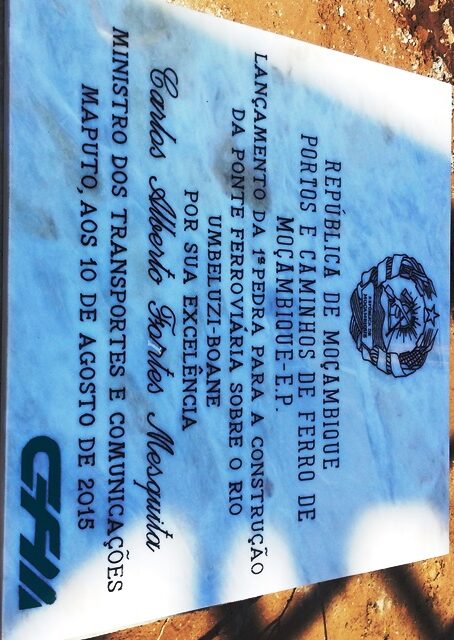 REPÚBLICA DE MOÇAMBIQUE
PORTOS E CAMINHOS DE FERRO DE
MOÇAMBIQUE-E.P.
LANÇAMENTO DA 1ª PEDRA PARA A CONSTRUÇÃO
DA PONTE FERROVIÁRIA SOBRE O RIO
UMBELUZI-BOANE
POR SUA EXCELÊNCIA
Carlos Alberto Fortes Mesquita
MINISTRO DOS TRANSPORTES E COMUNICAÇÕES
MAPUTO, AOS 10 DE AGOSTO DE 2015
CFM